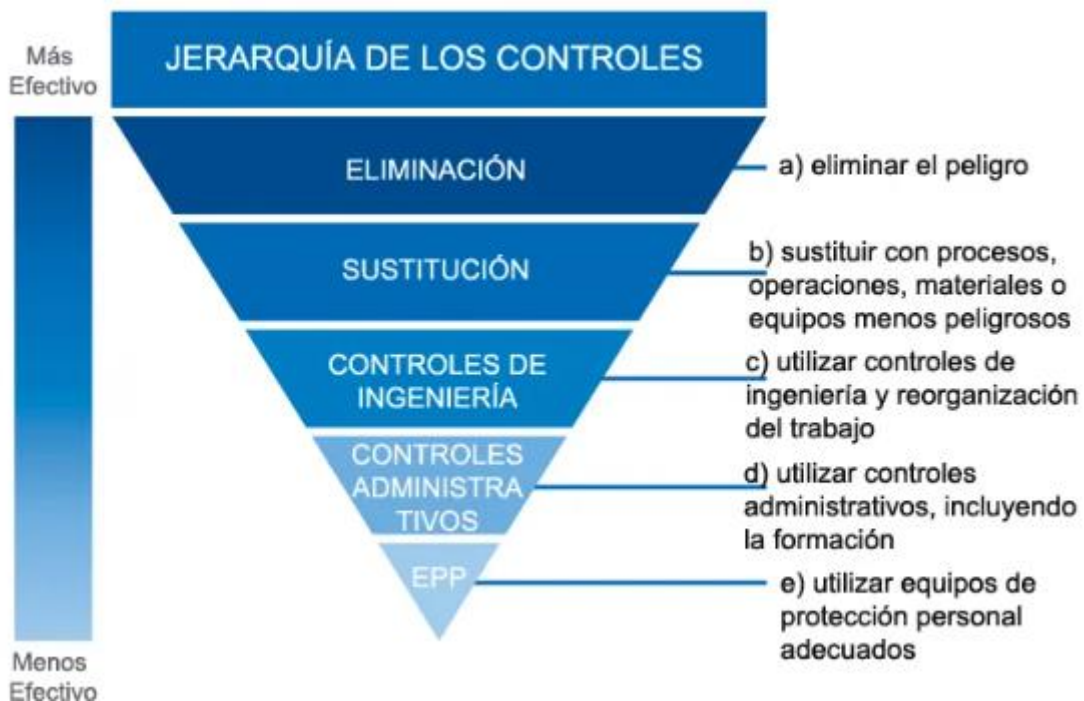 Más
Efectivo
JERARQUÍA DE LOS CONTROLES
ELIMINACIÓN
a) eliminar el peligro
SUSTITUCIÓN
b) sustituir con procesos,
operaciones, materiales o
equipos menos peligrosos
CONTROLES DE
INGENIERÍA
c) utilizar controles de
ingeniería y reorganización
del trabajo
CONTROLES
ADMINISTRA
TIVOS
d) utilizar controles
administrativos, incluyendo
la formación
EPP
e) utilizar equipos de
protección personal
adecuados
Menos
Efectivo